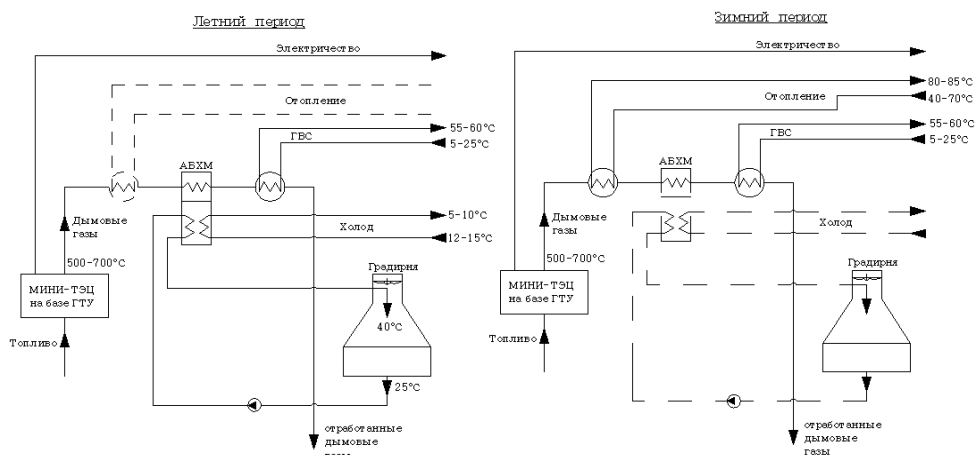 Летний период
Электричество
Отопление
55-60°С
ГВС
5-25°С
АБХМ
Дымовые
газы
5-10°С
Холод
12-15°С
500-700°С
Градирня
МИНИ-ТЭЦ
на базе ГТУ
40°С
Топливо
25°С
отработанные
дымовые
газы
Зимний период
Электричество
80-85°С
Отопление
40-70°С
55-60°С
ГВС
5-25°С
АБХМ
Дымовые
газы
Холод
500-700°С
Градирня
МИНИ-ТЭЦ
на базе ГТУ
Топливо
отработанные
дымовые
газы